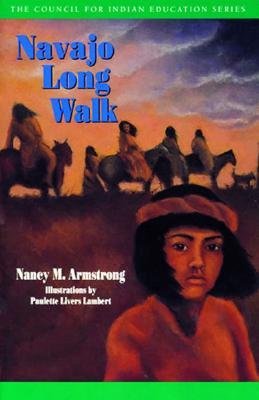 THE COUNCIL FOR INDIAN EDUCATION SERIES
Navajo
Long
Walk
Nancy M. Armstrong
Illustrations by
Paulette Livers Lambert